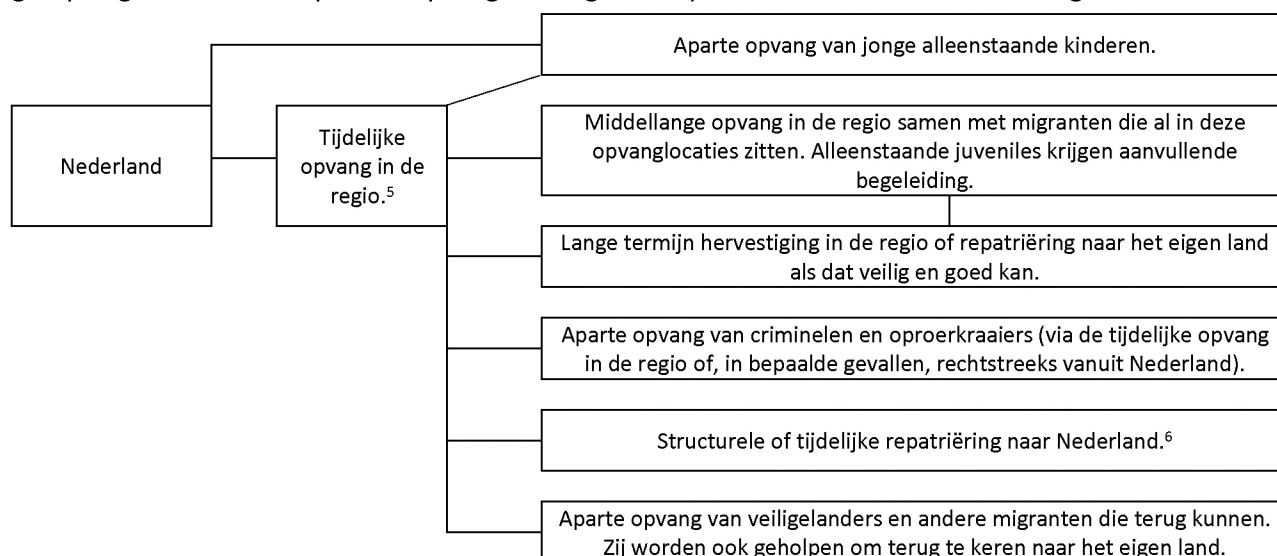 Aparte opvang van jonge alleenstaande kinderen.
Nederland
Tijdelijke
opvang in de
regio.⁵
Middellange opvang in de regio samen met migranten die al in deze
opvanglocaties zitten. Alleenstaande juveniles krijgen aanvullende
begeleiding.
Lange termijn hervestiging in de regio of repatriëring naar het eigen land
als dat veilig en goed kan.
Aparte opvang van criminelen en oproerkraaiers (via de tijdelijke opvang
in de regio of, in bepaalde gevallen, rechtstreeks vanuit Nederland).
Structurele of tijdelijke repatriëring naar Nederland.⁶
Aparte opvang van veiligelanders en andere migranten die terug kunnen.
Zij worden ook geholpen om terug te keren naar het eigen land.